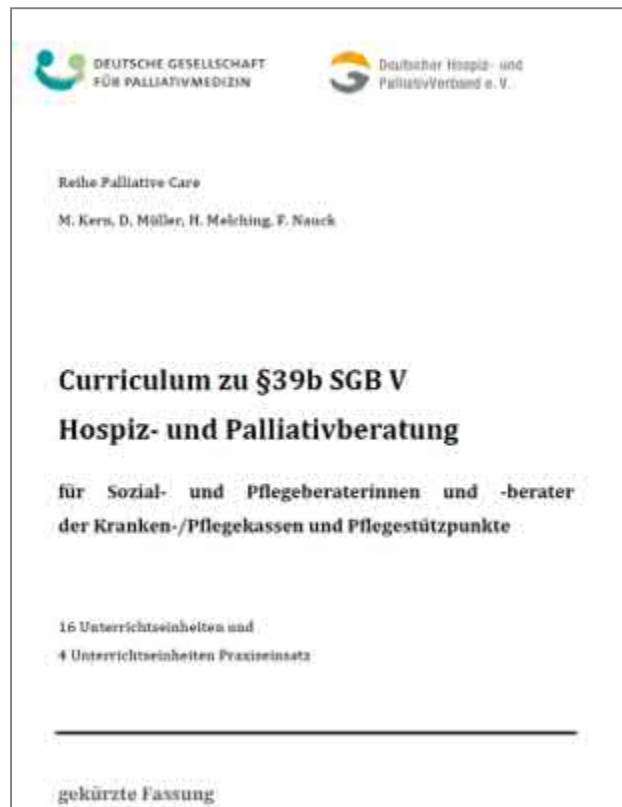 DEUTSCHE GESELLSCHAFT
FÜR PALLIATIVMEDIZIN
Deutscher Hospiz- und
PalliativVerband e. V.
Reihe Palliative Care
M. Kern, D. Müller, H. Melching, F. Nauck
Curriculum zu §39b SGB V
Hospiz- und Palliativberatung
für Sozial- und Pflegeberaterinnen und -berater
der Kranken-/Pflegekassen und Pflegestützpunkte
16 Unterrichtseinheiten und
4 Unterrichtseinheiten Praxiseinsatz
gekürzte Fassung